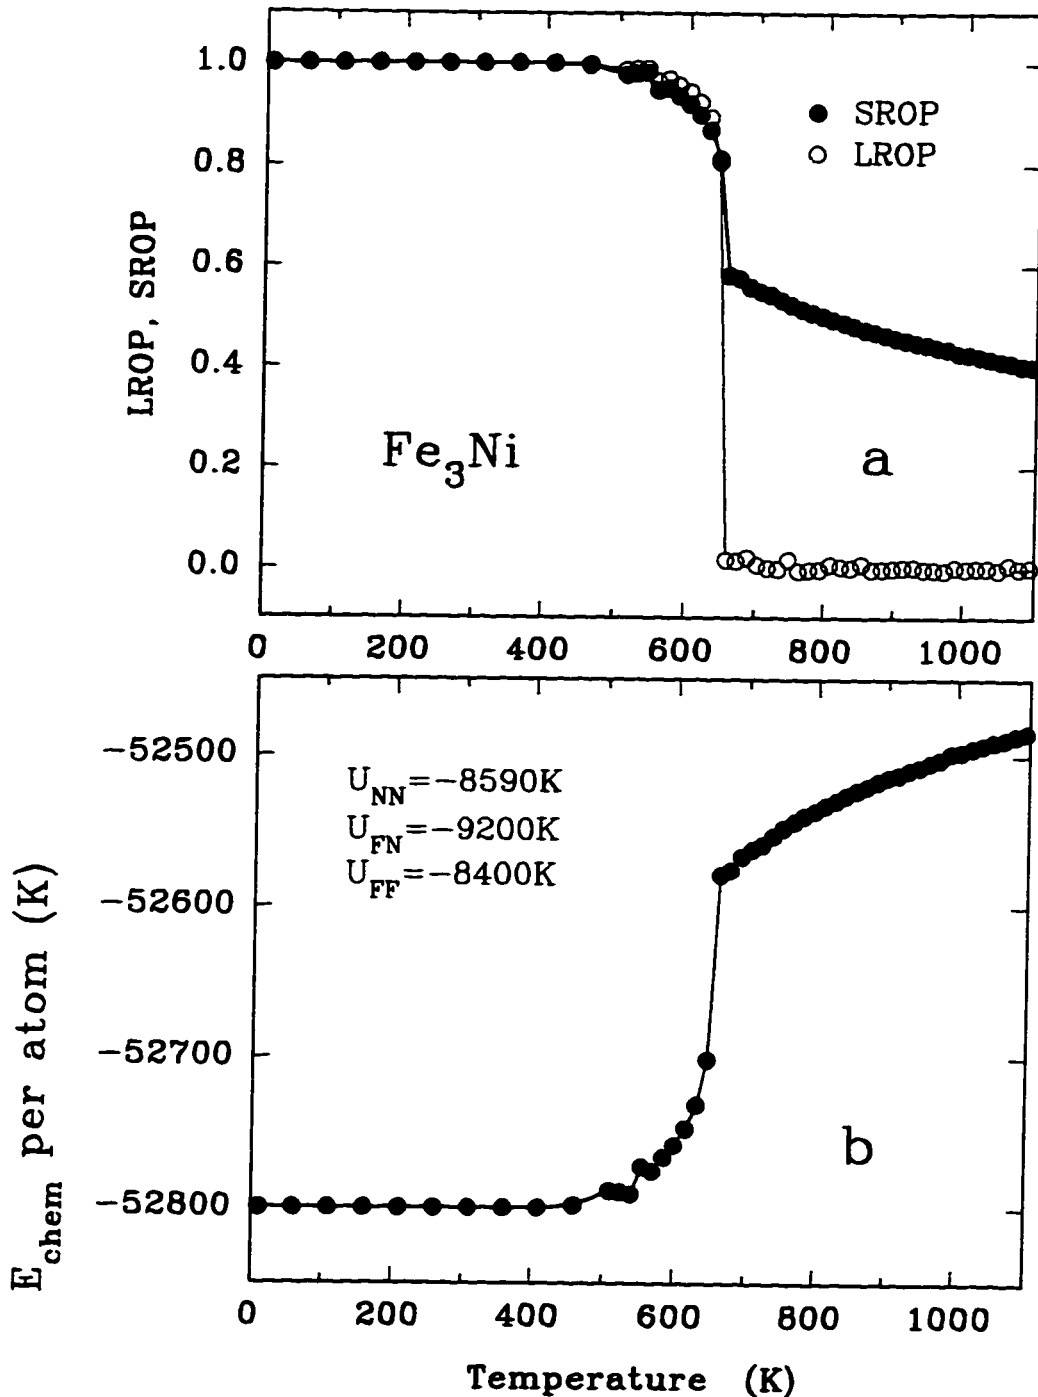 1.0
0.8
0.6
0.4
0.2
0.0
LROP, SROP
SROP
LROP
Fe₃Ni
a
0 200 400 600 800 1000
-52500
-52600
-52700
-52800
E_chem per atom (K)
U_NN=-8590K
U_FN=-9200K
U_FF=-8400K
b
0 200 400 600 800 1000
Temperature (K)